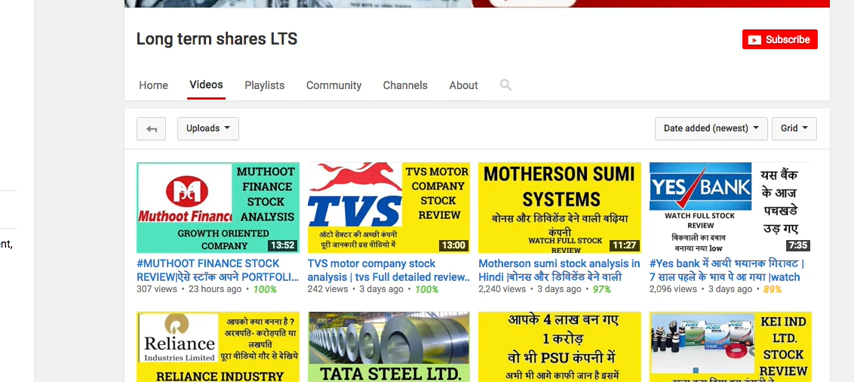 Long term shares LTS
Subscribe
Home Videos Playlists Community Channels About
Uploads
Date added (newest) Grid
Muthoot Finance
MUTHOOT
FINANCE
STOCK
ANALYSIS
GROWTH ORIENTED
COMPANY
13:52
#MUTHOOT FINANCE STOCK
REVIEW|ऐसे स्टॉक अपने PORTFOLI...
307 views • 23 hours ago • 100%
TVS
TVS MOTOR
COMPANY
STOCK
REVIEW
ऑटो सेक्टर की अच्छी कंपनी
पूरी जानकारी इस वीडियो में
13:00
TVS motor company stock
analysis | tvs Full detailed review..
242 views • 3 days ago • 100%
MOTHERSON SUMI
SYSTEMS
बोनस और डिविडेंड देने वाली बढ़िया
कंपनी
WATCH FULL STOCK
REVIEW
11:27
Motherson sumi stock analysis in
Hindi |बोनस और डिविडेंड देने वाली
2,240 views • 3 days ago • 97%
YES BANK
WATCH FULL STOCK
REVIEW
बिकवाली का दबाव
बनाया नया low
यस बैंक
के आज
पचखडे
उड़ गए
7:35
#Yes bank में आयी भयानक गिरावट |
7 साल पहले के भाव पे आ गया |watch
2,096 views • 3 days ago • 89%
Reliance
Industries Limited
आपको क्या बनना है ?
अरबपति- करोड़पति या
लखपति
पूरा वीडियो गौर से देखिये
RELIANCE INDUSTRY
TATA STEEL LTD.
आपके 4 लाख बन गए
1 करोड़
वो भी PSU कंपनी में
अभी भी आगे काफी जान है इसमें
KEI IND
LTD.
STOCK
REVIEW
nt,